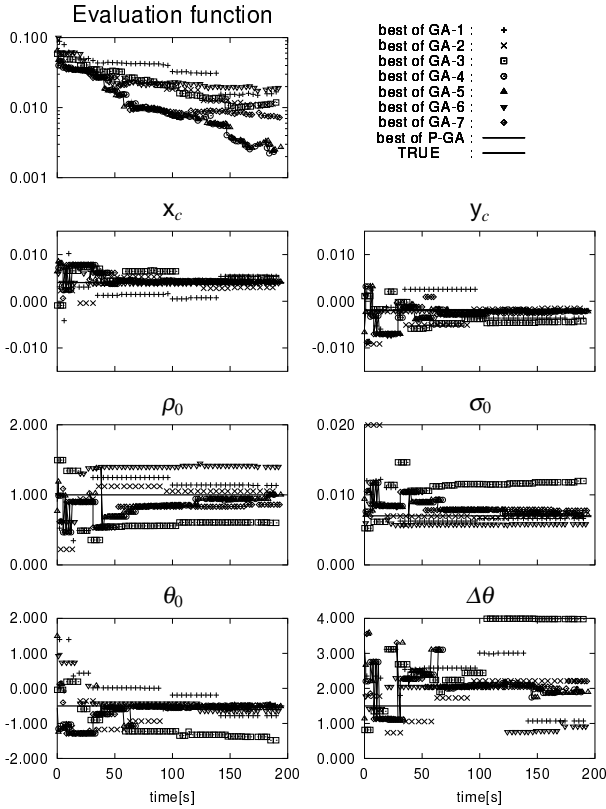 Evaluation function
0.100
0.010
0.001
best of GA-1 :
best of GA-2 :
best of GA-3 :
best of GA-4 :
best of GA-5 :
best of GA-6 :
best of GA-7 :
best of P-GA :
TRUE :
x_c
0.010
0.000
-0.010
y_c
0.010
0.000
-0.010
ρ₀
2.000
1.000
0.000
σ₀
0.020
0.010
0.000
θ₀
2.000
1.000
0.000
-1.000
-2.000
0 50 100 150 200
time[s]
Δθ
4.000
3.000
2.000
1.000
0.000
0 50 100 150 200
time[s]